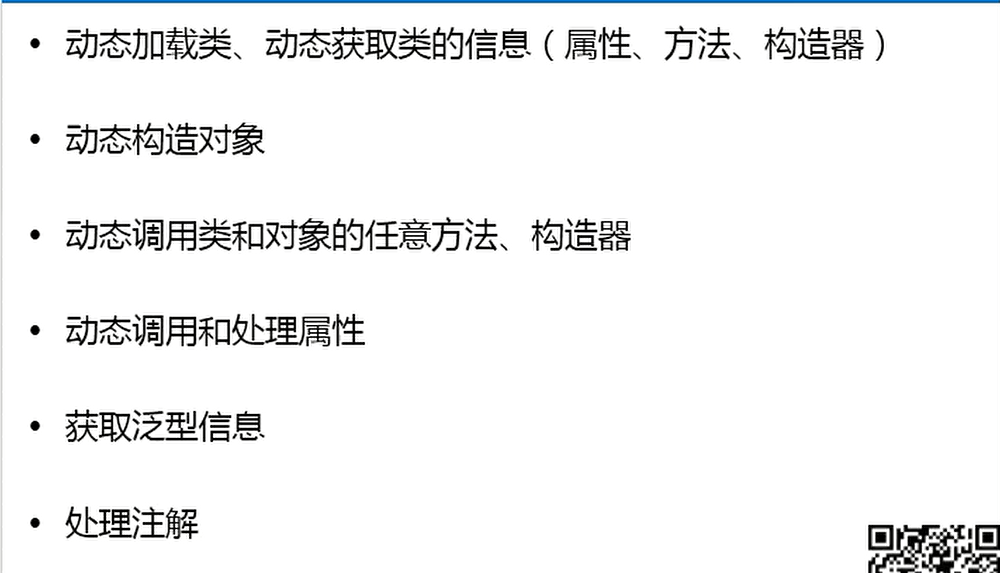 • 动态加载类、动态获取类的信息（属性、方法、构造器）
• 动态构造对象
• 动态调用类和对象的任意方法、构造器
• 动态调用和处理属性
• 获取泛型信息
• 处理注解